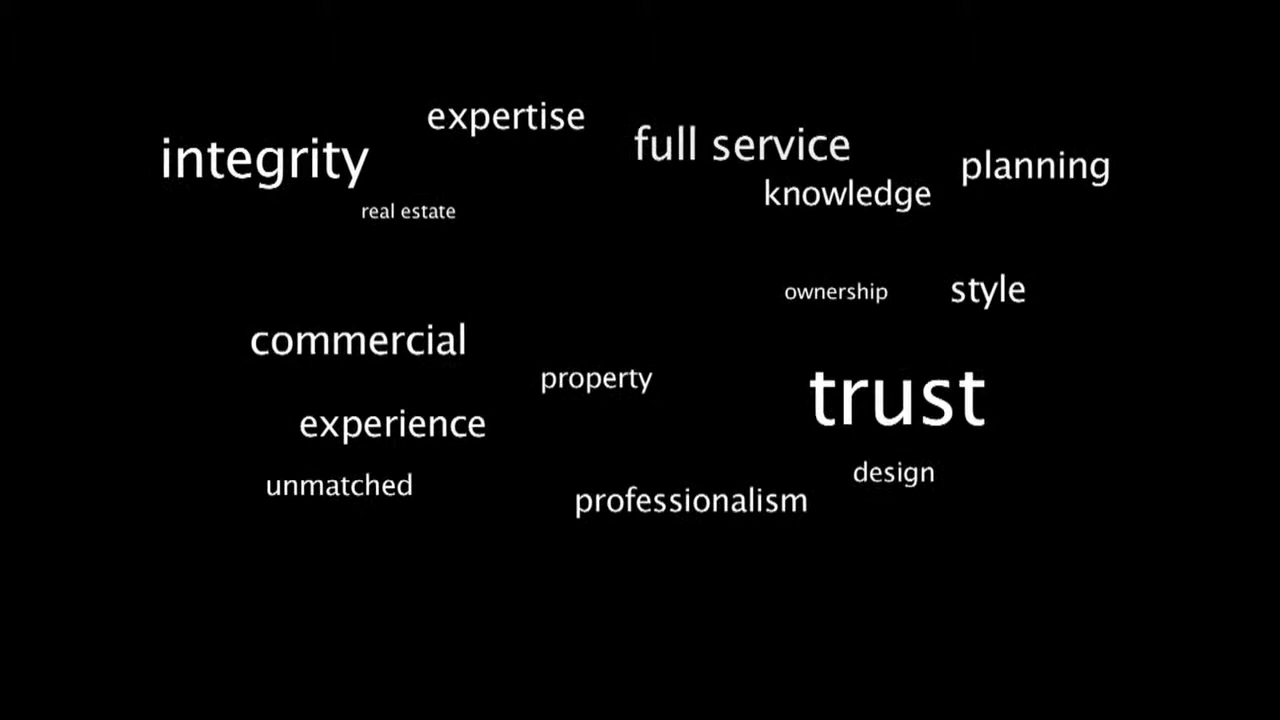 expertise
full service
integrity
planning
knowledge
real estate
ownership
style
commercial
property
trust
experience
design
unmatched
professionalism